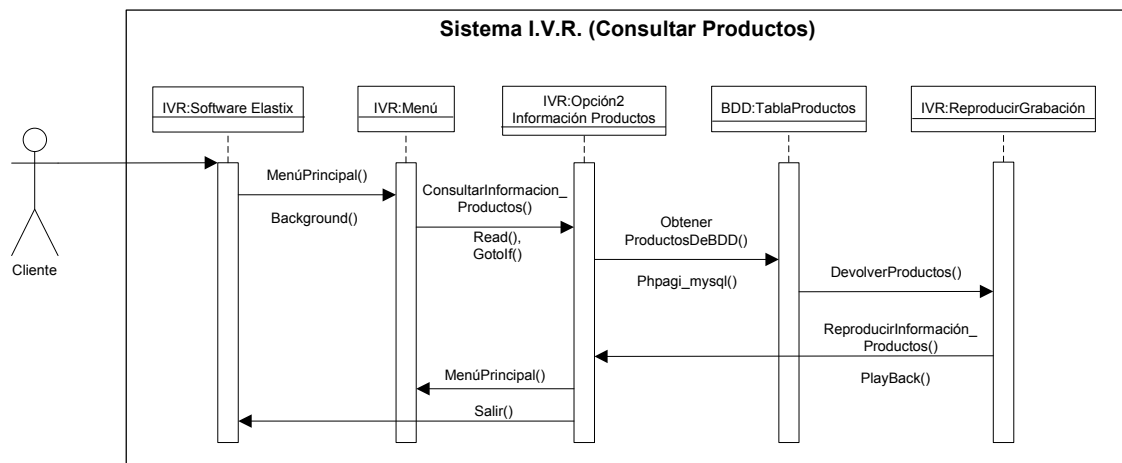 Sistema I.V.R. (Consultar Productos)
IVR:Software Elastix
IVR:Menú
IVR:Opción2
Información Productos
BDD:TablaProductos
IVR:ReproducirGrabación
MenúPrincipal()
Background()
ConsultarInformacion_
Productos()
Read(),
GotoIf()
Obtener
ProductosDeBDD()
Phpagi_mysql()
DevolverProductos()
ReproducirInformación_
Productos()
PlayBack()
MenúPrincipal()
Salir()
Cliente